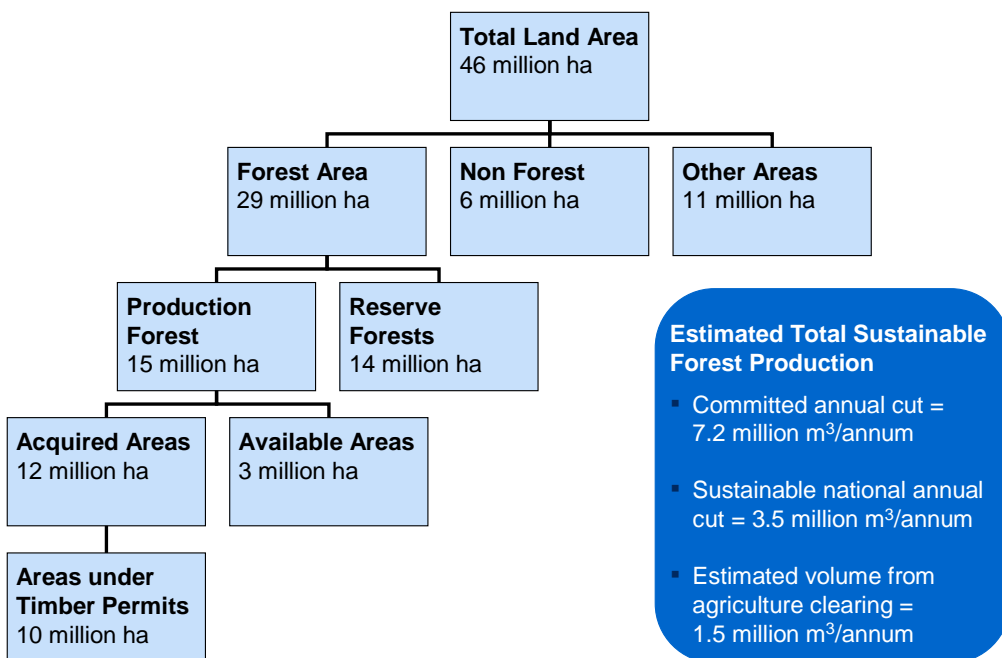 Total Land Area
46 million ha
Forest Area
29 million ha
Non Forest
6 million ha
Other Areas
11 million ha
Production
Forest
15 million ha
Reserve
Forests
14 million ha
Acquired Areas
12 million ha
Available Areas
3 million ha
Areas under
Timber Permits
10 million ha
Estimated Total Sustainable
Forest Production
▪ Committed annual cut =
7.2 million m³/annum
▪ Sustainable national annual
cut = 3.5 million m³/annum
▪ Estimated volume from
agriculture clearing =
1.5 million m³/annum